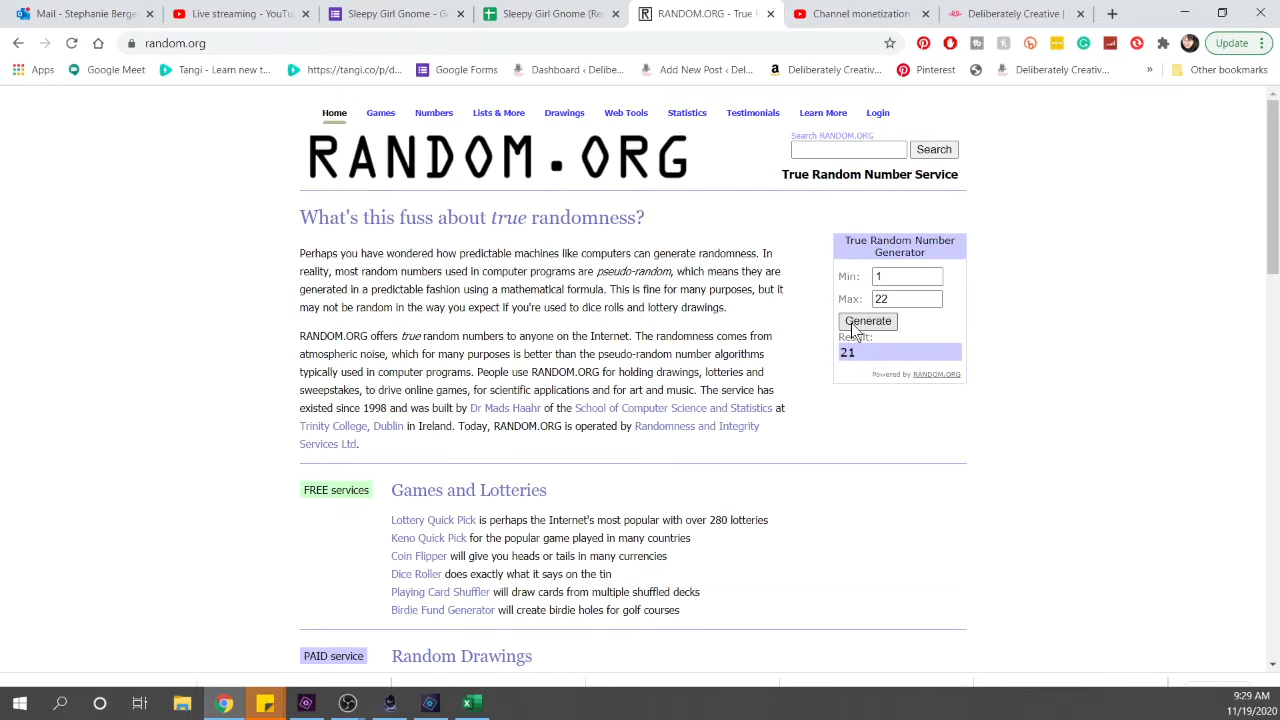 Mail - Stephanie Bergero
Live streaming - YouTube
Sleepy Girl Gnome - Go
Sleepy Girl Gnome (Re
RANDOM.ORG - True R
Channel monetization
Deliberately Creative |
random.org
Update
Apps
Google Meet
Tangi - Learn new t...
https://tangi.co/p/d...
Google Forms
Dashboard ‹ Delibe...
Add New Post ‹ Del...
Deliberately Creativ...
Pinterest
Deliberately Creativ...
»
Other bookmarks
Home
Games
Numbers
Lists & More
Drawings
Web Tools
Statistics
Testimonials
Learn More
Login
RANDOM.ORG
Search RANDOM.ORG
Search
True Random Number Service
What's this fuss about true randomness?
Perhaps you have wondered how predictable machines like computers can generate randomness. In
reality, most random numbers used in computer programs are pseudo-random, which means they are
generated in a predictable fashion using a mathematical formula. This is fine for many purposes, but it
may not be random in the way you expect if you're used to dice rolls and lottery drawings.
RANDOM.ORG offers true random numbers to anyone on the Internet. The randomness comes from
atmospheric noise, which for many purposes is better than the pseudo-random number algorithms
typically used in computer programs. People use RANDOM.ORG for holding drawings, lotteries and
sweepstakes, to drive online games, for scientific applications and for art and music. The service has
existed since 1998 and was built by Dr Mads Haahr of the School of Computer Science and Statistics at
Trinity College, Dublin in Ireland. Today, RANDOM.ORG is operated by Randomness and Integrity
Services Ltd.
True Random Number
Generator
Min: 1
Max: 22
Generate
Result:
21
Powered by RANDOM.ORG
FREE services
Games and Lotteries
Lottery Quick Pick is perhaps the Internet's most popular with over 280 lotteries
Keno Quick Pick for the popular game played in many countries
Coin Flipper will give you heads or tails in many currencies
Dice Roller does exactly what it says on the tin
Playing Card Shuffler will draw cards from multiple shuffled decks
Birdie Fund Generator will create birdie holes for golf courses
PAID service
Random Drawings
9:29 AM
11/19/2020